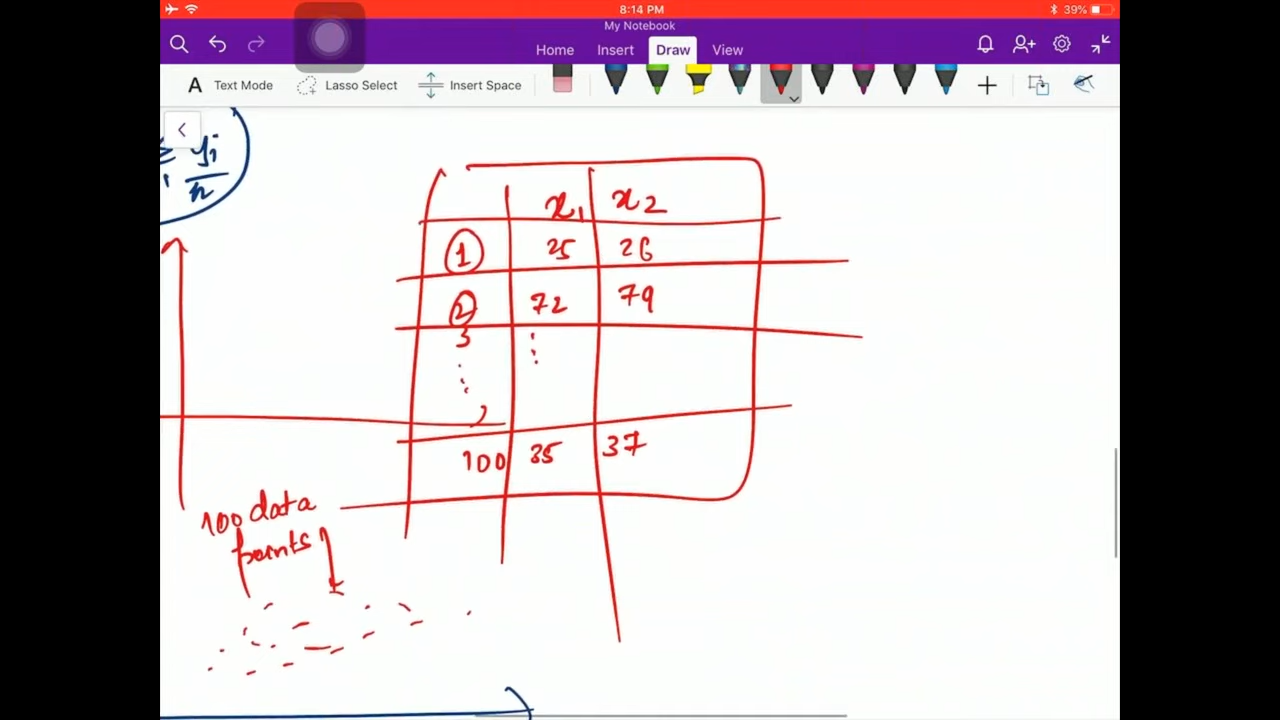 8:14 PM
39%
My Notebook
Home Insert Draw View
A Text Mode Lasso Select Insert Space
yi
n
x1 x2
1 25 26
2 72 79
3 ⋮
⋮
100 35 37
100 data
points